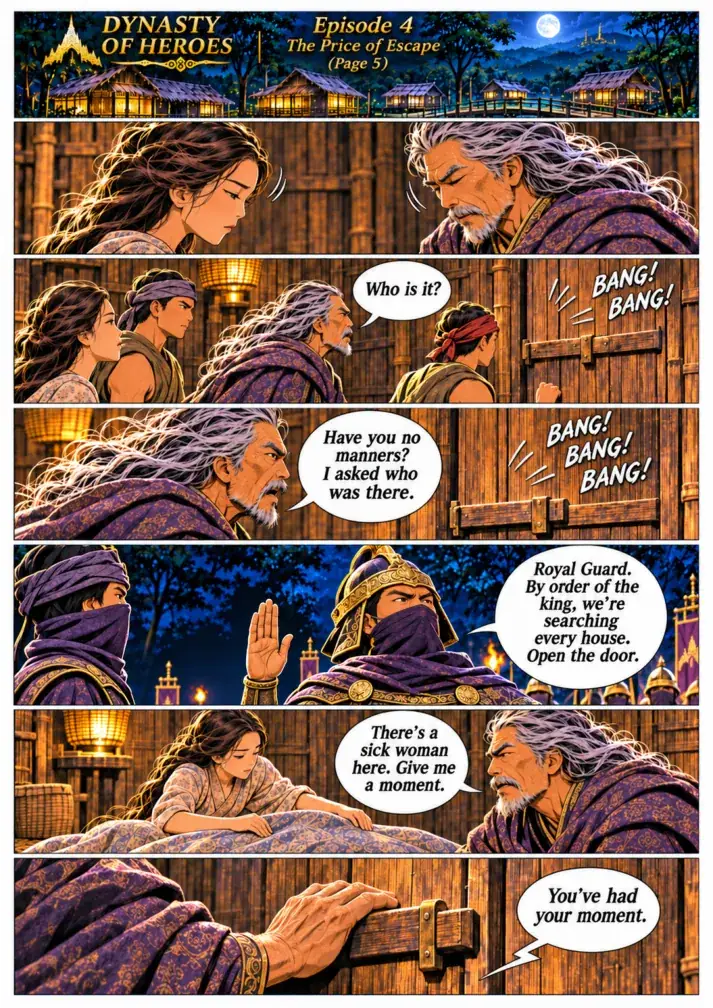 DYNASTY
OF HEROES
Episode 4
The Price of Escape
(Page 5)
Who is it?
BANG!
BANG!
Have you no
manners?
I asked who
was there.
BANG!
BANG!
BANG!
Royal Guard.
By order of the
king, we're
searching
every house.
Open the door.
There's a
sick woman
here. Give me
a moment.
You've had
your moment.